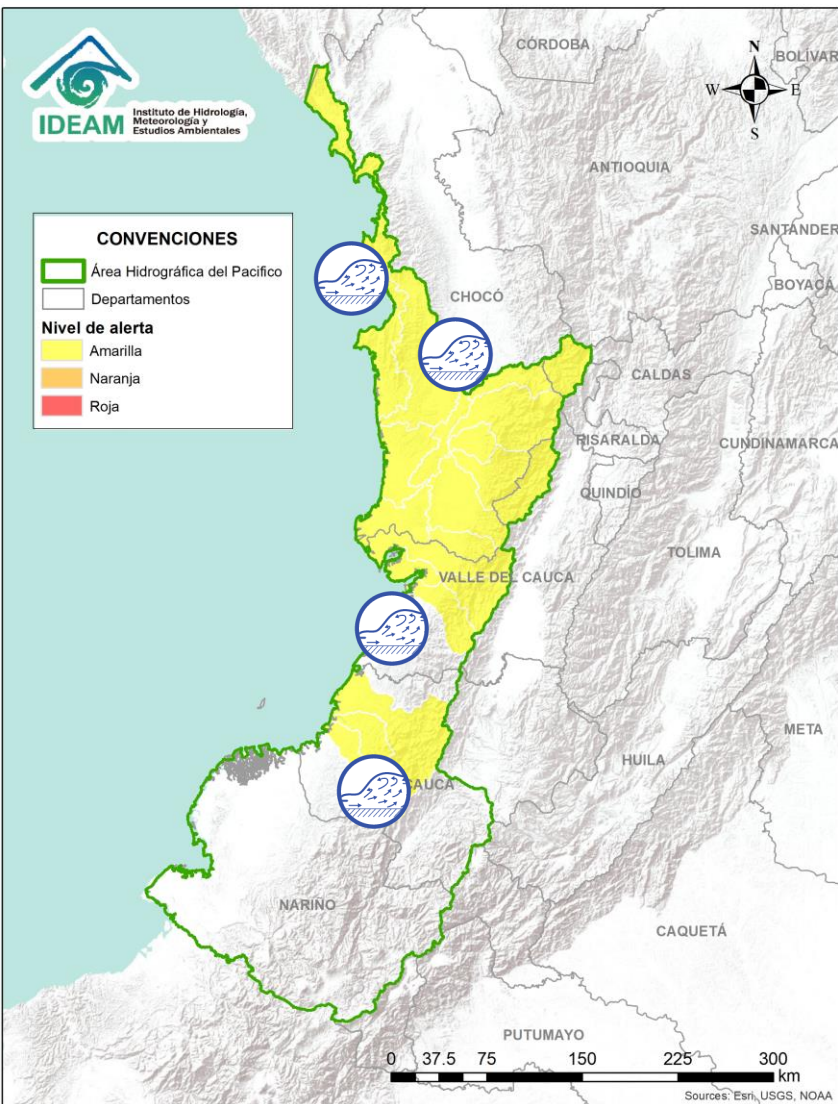 IDEAM
Instituto de Hidrología,
Meteorología y
Estudios Ambientales
N
W E
S
CÓRDOBA
BOLÍVAR
ANTIOQUIA
SANTANDER
BOYACÁ
CHOCÓ
CALDAS
RISARALDA
CUNDINAMARCA
QUINDÍO
TOLIMA
VALLE DEL CAUCA
META
HUILA
CAUCA
NARIÑO
CAQUETÁ
PUTUMAYO
CONVENCIONES
Área Hidrográfica del Pacifico
Departamentos
Nivel de alerta
Amarilla
Naranja
Roja
0 37.5 75 150 225 300
km
Sources: Esri, USGS, NOAA